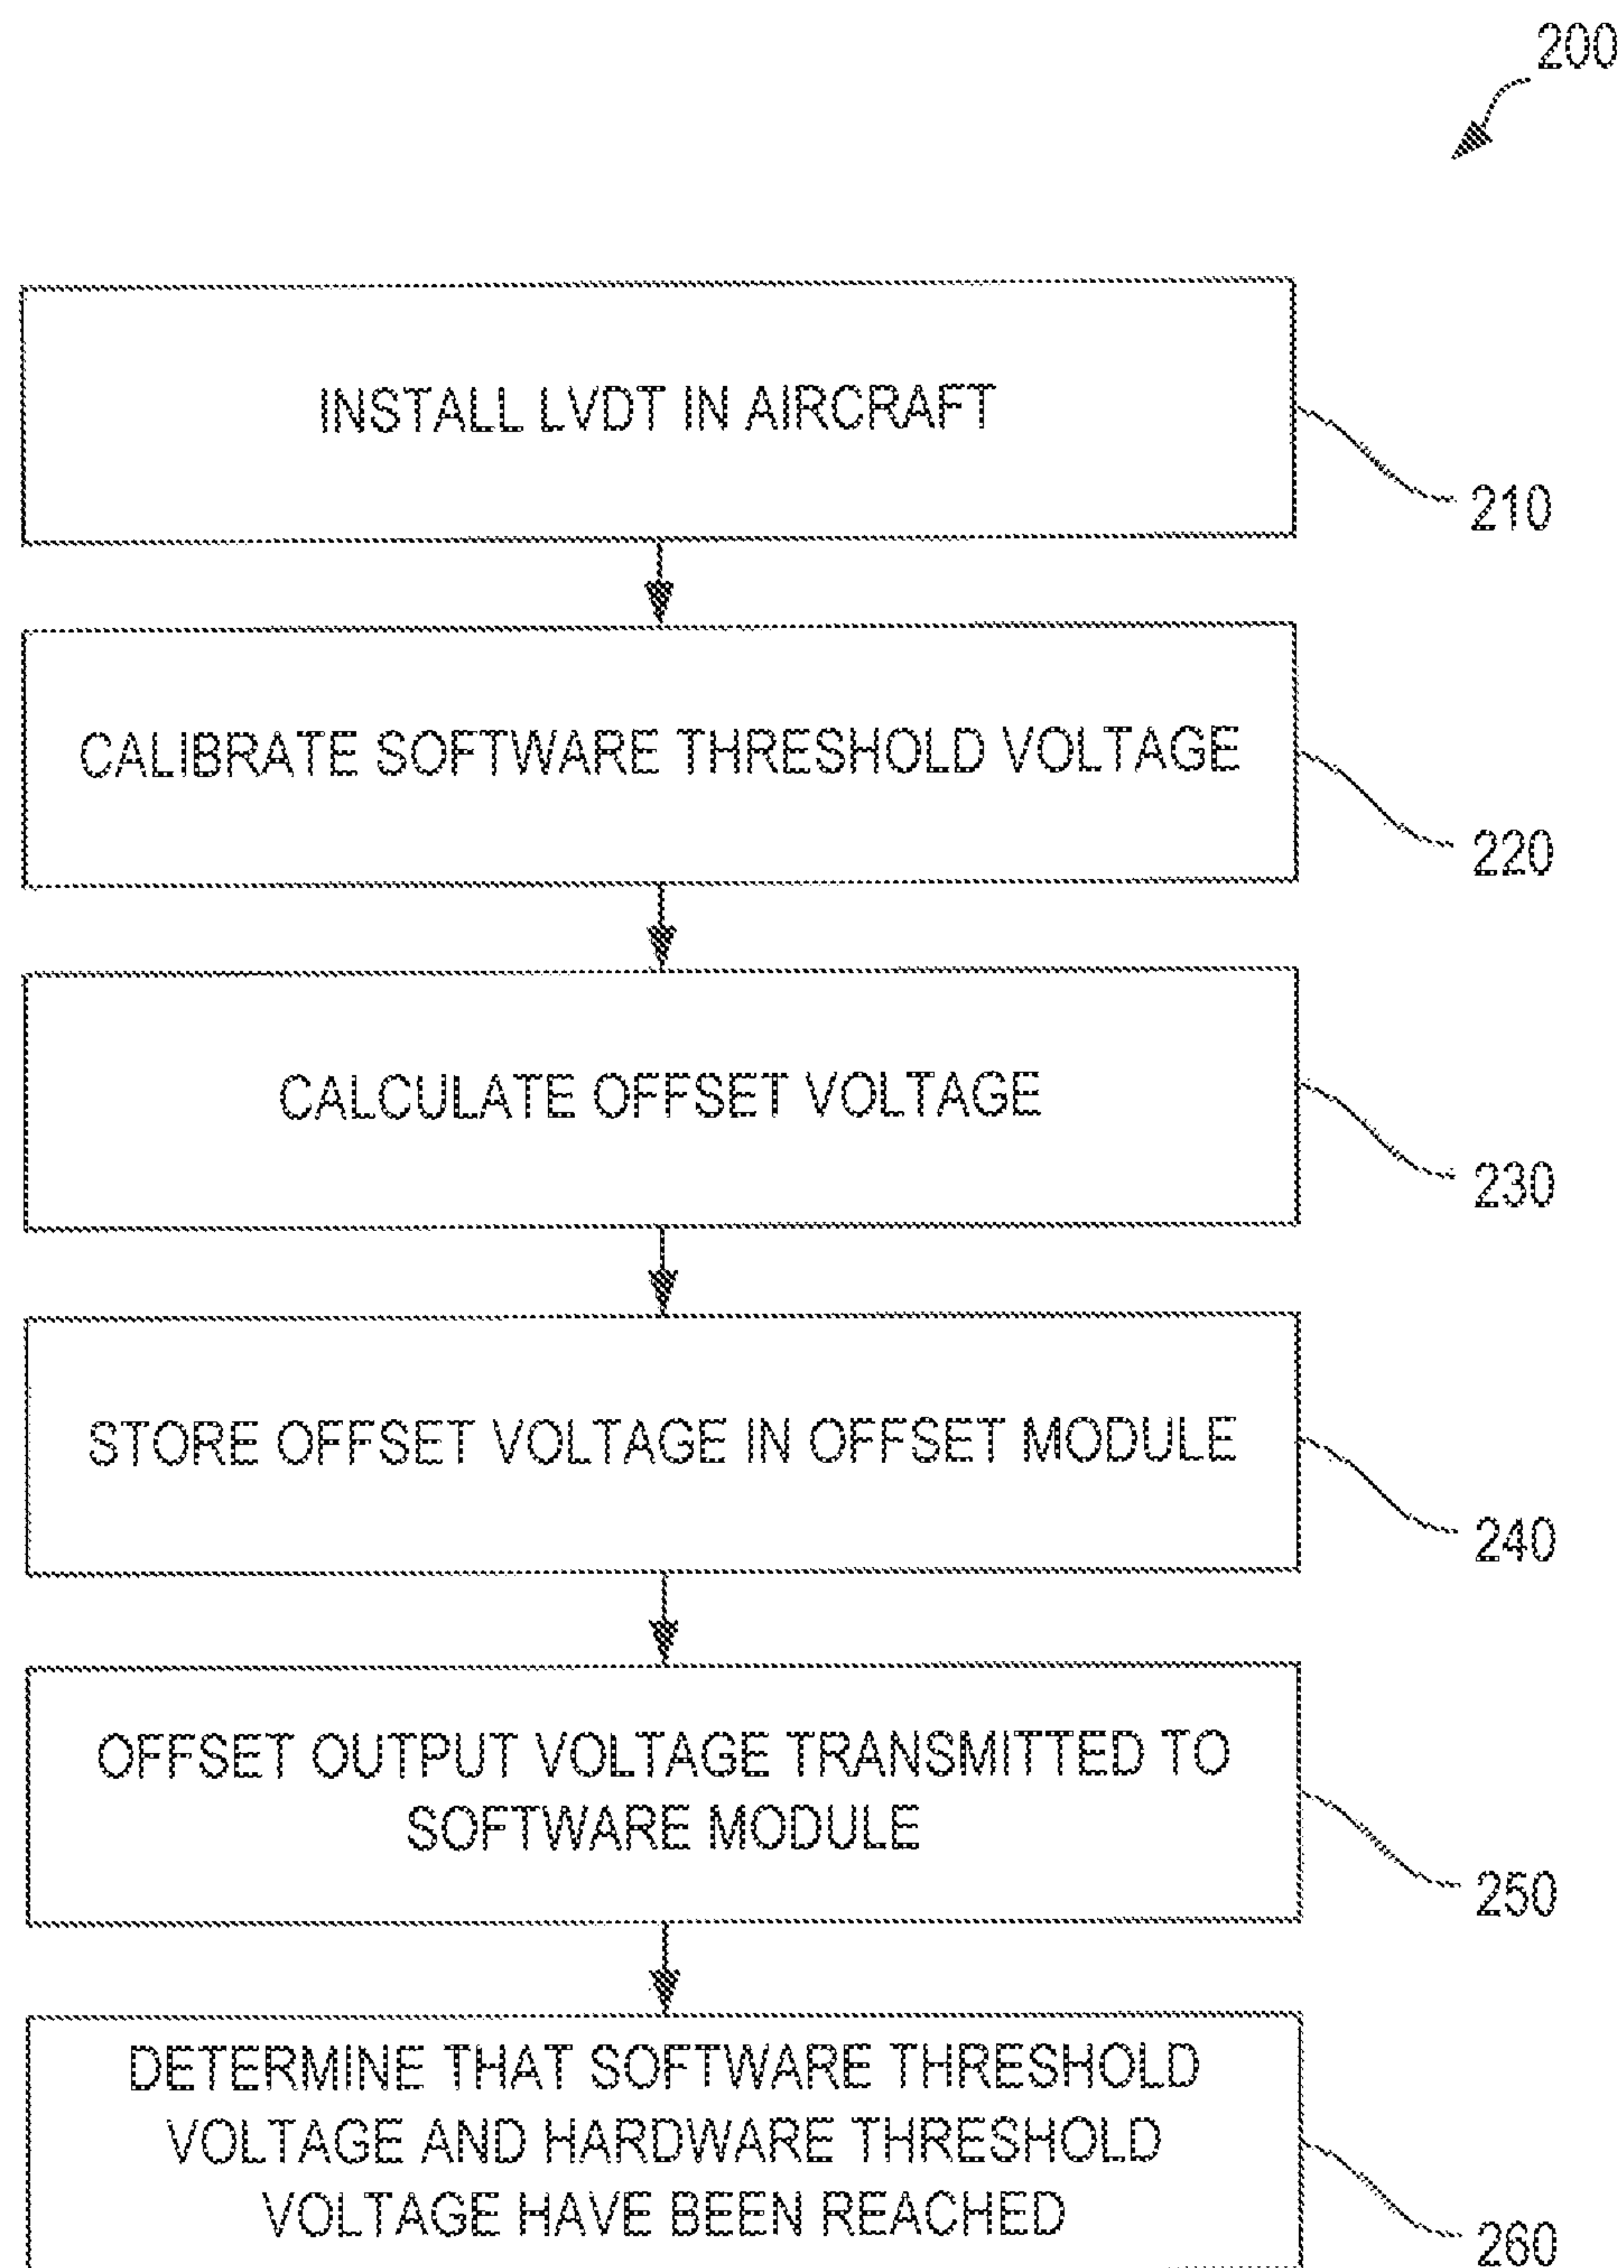 200
INSTALL LVDT IN AIRCRAFT
210
CALIBRATE SOFTWARE THRESHOLD VOLTAGE
220
CALCULATE OFFSET VOLTAGE
230
STORE OFFSET VOLTAGE IN OFFSET MODULE
240
OFFSET OUTPUT VOLTAGE TRANSMITTED TO
SOFTWARE MODULE
250
DETERMINE THAT SOFTWARE THRESHOLD
VOLTAGE AND HARDWARE THRESHOLD
VOLTAGE HAVE BEEN REACHED
260